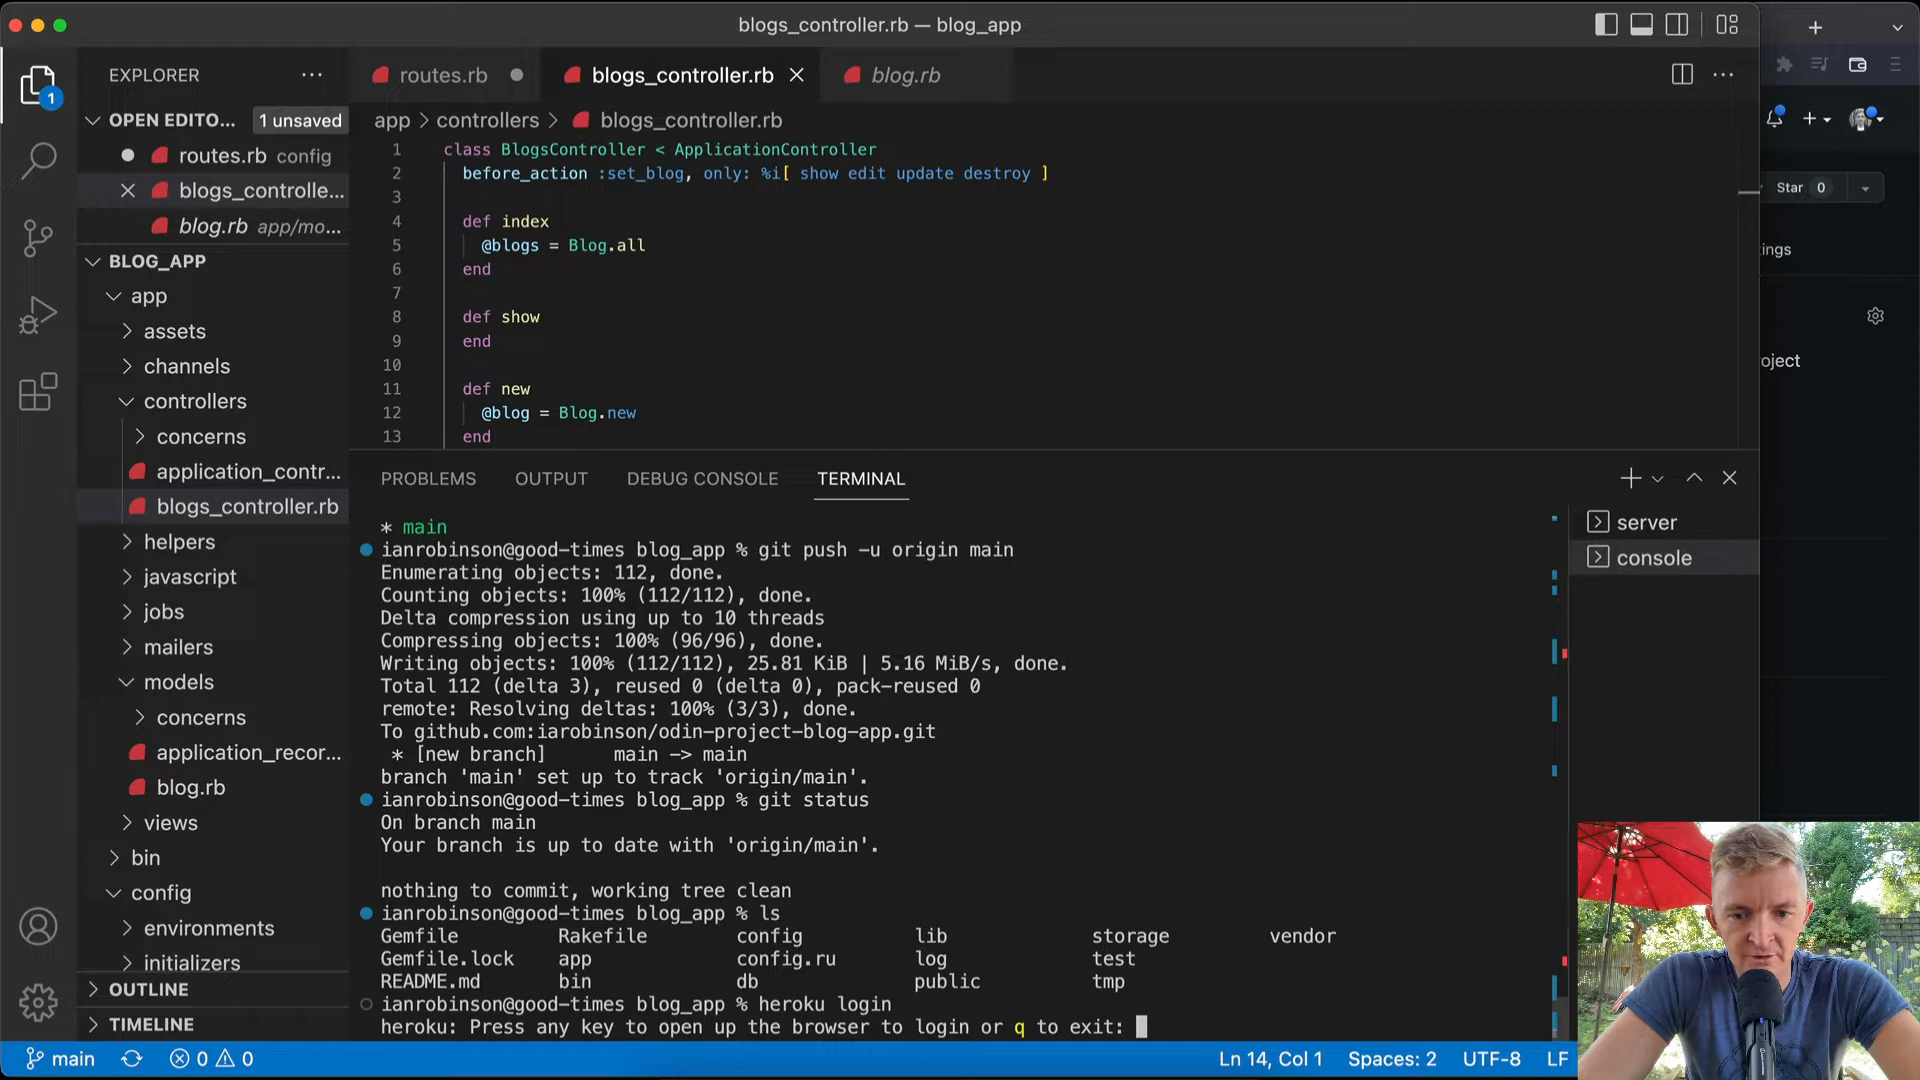 blogs_controller.rb — blog_app
EXPLORER
routes.rb
blogs_controller.rb
blog.rb
1
OPEN EDITO...
1 unsaved
app > controllers > blogs_controller.rb
routes.rb config
blogs_controlle...
blog.rb app/mo...
BLOG_APP
app
assets
channels
controllers
concerns
application_contr...
blogs_controller.rb
helpers
javascript
jobs
mailers
models
concerns
application_recor...
blog.rb
views
bin
config
environments
initializers
OUTLINE
TIMELINE
1 class BlogsController < ApplicationController
2 before_action :set_blog, only: %i[ show edit update destroy ]
3
4 def index
5 @blogs = Blog.all
6 end
7
8 def show
9 end
10
11 def new
12 @blog = Blog.new
13 end
PROBLEMS OUTPUT DEBUG CONSOLE TERMINAL
* main
ianrobinson@good-times blog_app % git push -u origin main
Enumerating objects: 112, done.
Counting objects: 100% (112/112), done.
Delta compression using up to 10 threads
Compressing objects: 100% (96/96), done.
Writing objects: 100% (112/112), 25.81 KiB | 5.16 MiB/s, done.
Total 112 (delta 3), reused 0 (delta 0), pack-reused 0
remote: Resolving deltas: 100% (3/3), done.
To github.com:iarobinson/odin-project-blog-app.git
* [new branch] main -> main
branch 'main' set up to track 'origin/main'.
ianrobinson@good-times blog_app % git status
On branch main
Your branch is up to date with 'origin/main'.
nothing to commit, working tree clean
ianrobinson@good-times blog_app % ls
Gemfile Rakefile config lib storage vendor
Gemfile.lock app config.ru log test
README.md bin db public tmp
ianrobinson@good-times blog_app % heroku login
heroku: Press any key to open up the browser to login or q to exit:
server
console
Star 0
ings
oject
main
0 0
Ln 14, Col 1
Spaces: 2
UTF-8
LF